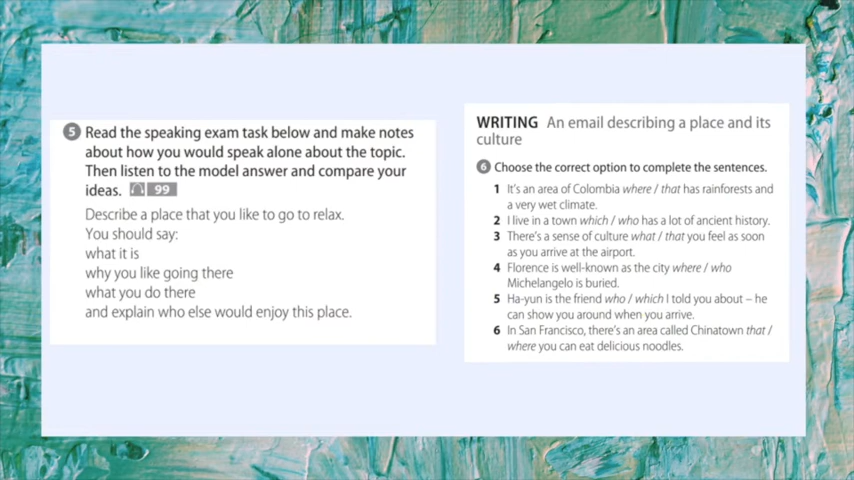 5 Read the speaking exam task below and make notes
about how you would speak alone about the topic.
Then listen to the model answer and compare your
ideas. 99
Describe a place that you like to go to relax.
You should say:
what it is
why you like going there
what you do there
and explain who else would enjoy this place.
WRITING An email describing a place and its
culture
6 Choose the correct option to complete the sentences.
1 It's an area of Colombia where / that has rainforests and
a very wet climate.
2 I live in a town which / who has a lot of ancient history.
3 There's a sense of culture what / that you feel as soon
as you arrive at the airport.
4 Florence is well-known as the city where / who
Michelangelo is buried.
5 Ha-yun is the friend who / which I told you about – he
can show you around when you arrive.
6 In San Francisco, there's an area called Chinatown that /
where you can eat delicious noodles.